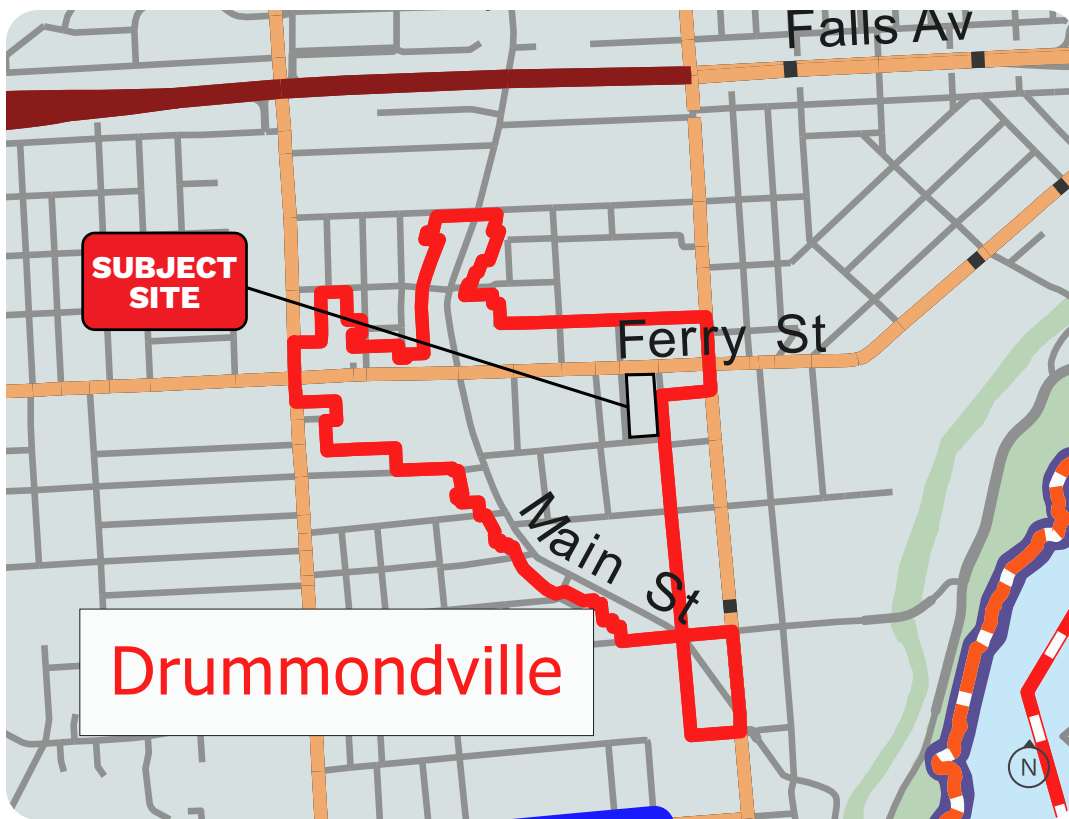 Falls Av
SUBJECT
SITE
Ferry St
Main St
Drummondville
N